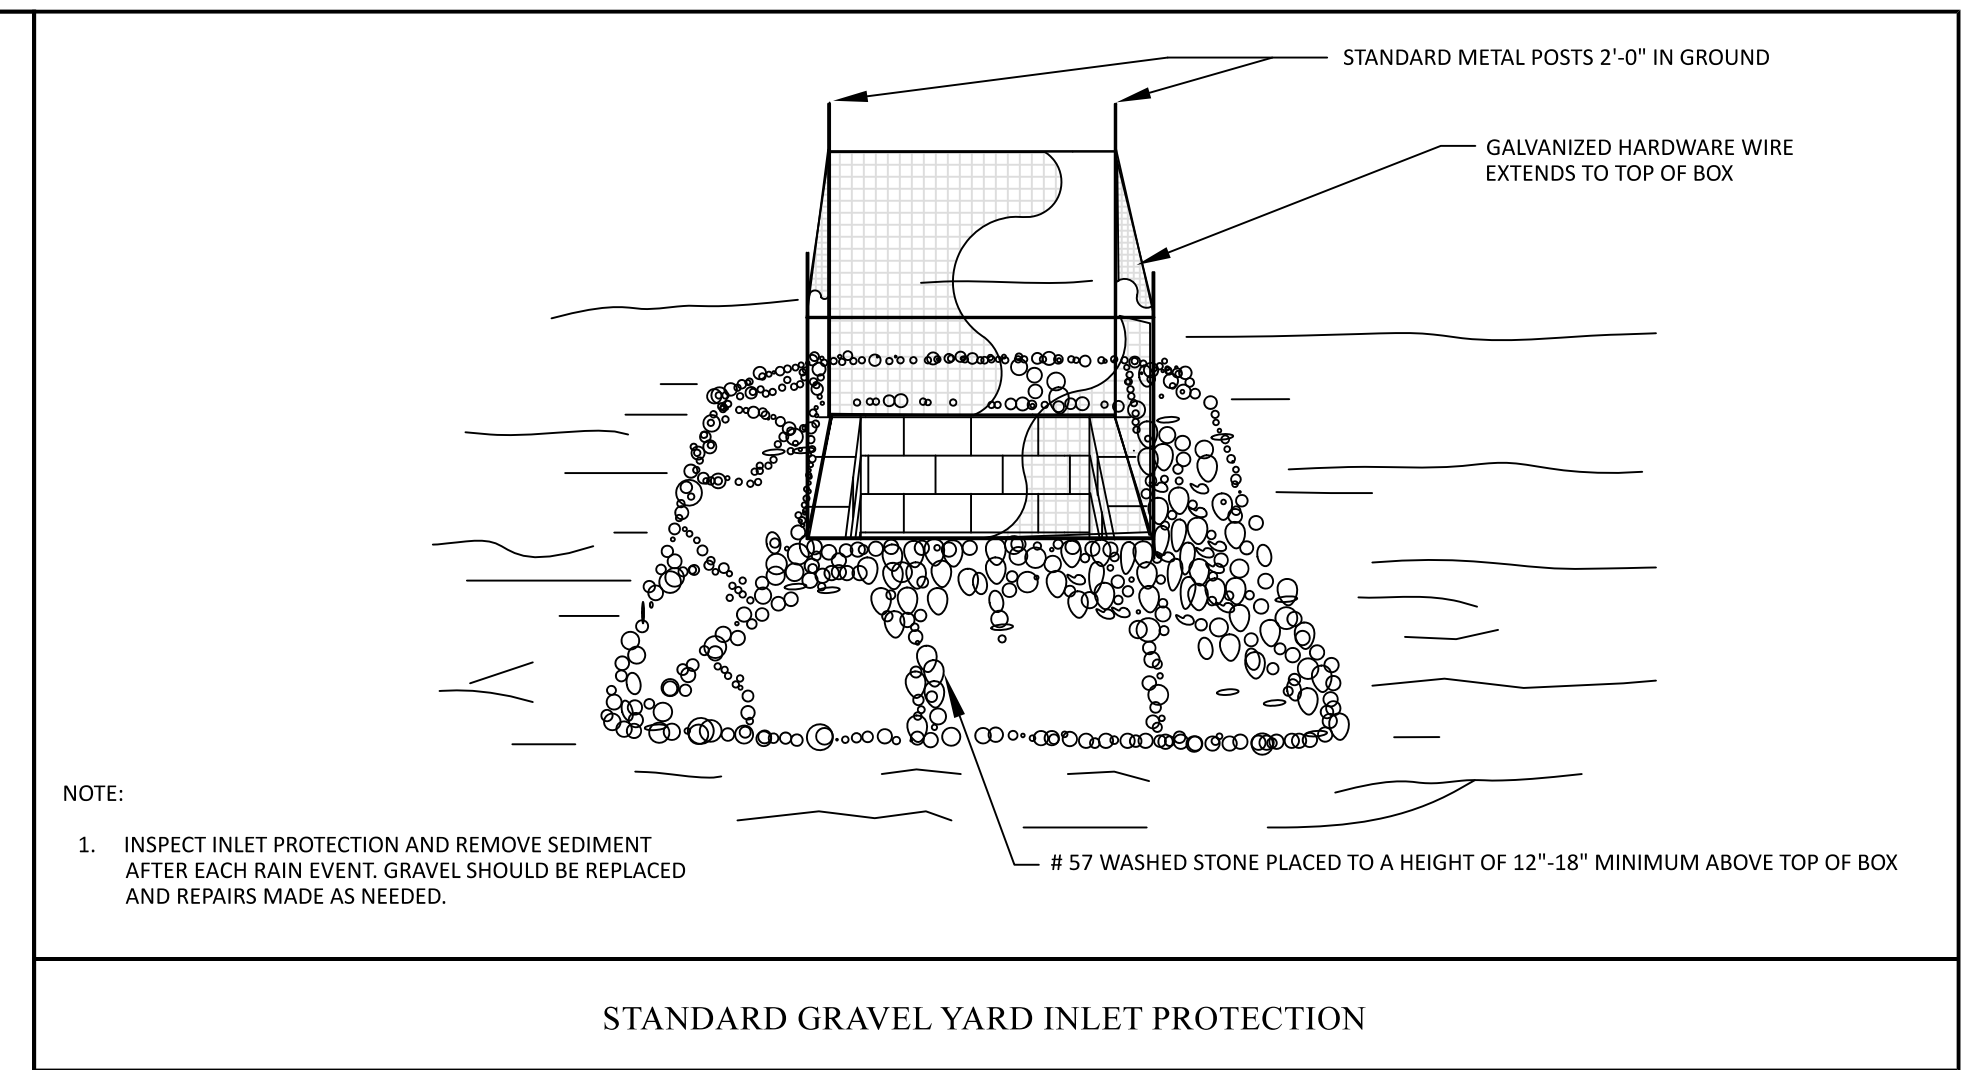 STANDARD METAL POSTS 2'-0" IN GROUND
GALVANIZED HARDWARE WIRE
EXTENDS TO TOP OF BOX
NOTE:
1. INSPECT INLET PROTECTION AND REMOVE SEDIMENT
AFTER EACH RAIN EVENT. GRAVEL SHOULD BE REPLACED
AND REPAIRS MADE AS NEEDED.
# 57 WASHED STONE PLACED TO A HEIGHT OF 12"-18" MINIMUM ABOVE TOP OF BOX
STANDARD GRAVEL YARD INLET PROTECTION